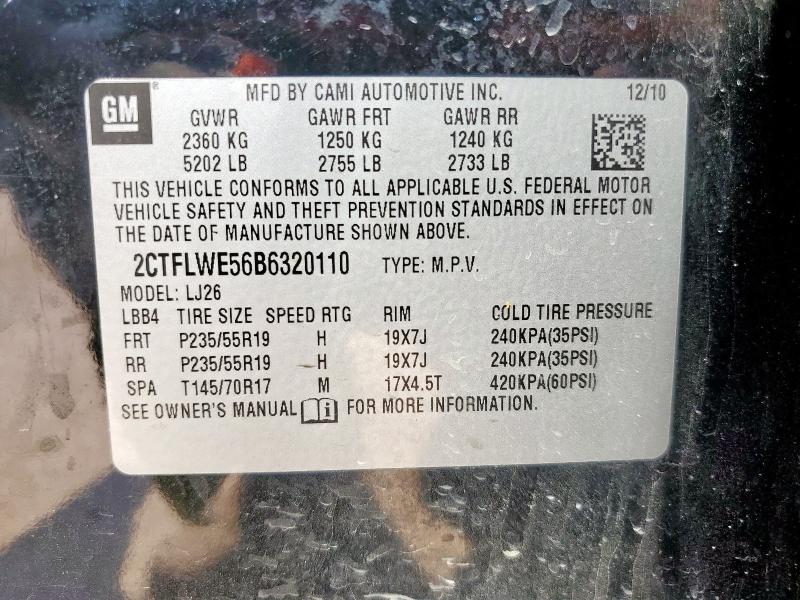 GM ® MFD BY CAMI AUTOMOTIVE INC. 12/10
GVWR GAWR FRT GAWR RR
2360 KG 1250 KG 1240 KG
5202 LB 2755 LB 2733 LB
THIS VEHICLE CONFORMS TO ALL APPLICABLE U.S. FEDERAL MOTOR
VEHICLE SAFETY AND THEFT PREVENTION STANDARDS IN EFFECT ON
THE DATE OF MANUFACTURE SHOWN ABOVE.
2CTFLWE56B6320110 TYPE: M.P.V.
MODEL: LJ26
LBB4 TIRE SIZE SPEED RTG RIM COLD TIRE PRESSURE
FRT P235/55R19 H 19X7J 240KPA(35PSI)
RR P235/55R19 H 19X7J 240KPA(35PSI)
SPA T145/70R17 M 17X4.5T 420KPA(60PSI)
SEE OWNER'S MANUAL i FOR MORE INFORMATION.